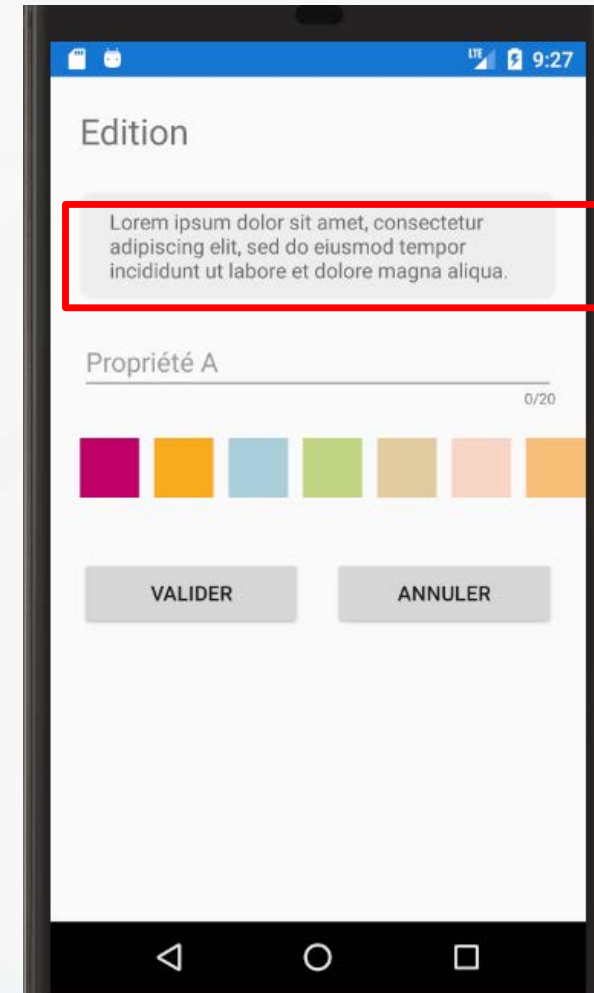 LTE 9:27
Edition
Lorem ipsum dolor sit amet, consectetur
adipiscing elit, sed do eiusmod tempor
incididunt ut labore et dolore magna aliqua.
Propriété A
0/20
VALIDER ANNULER